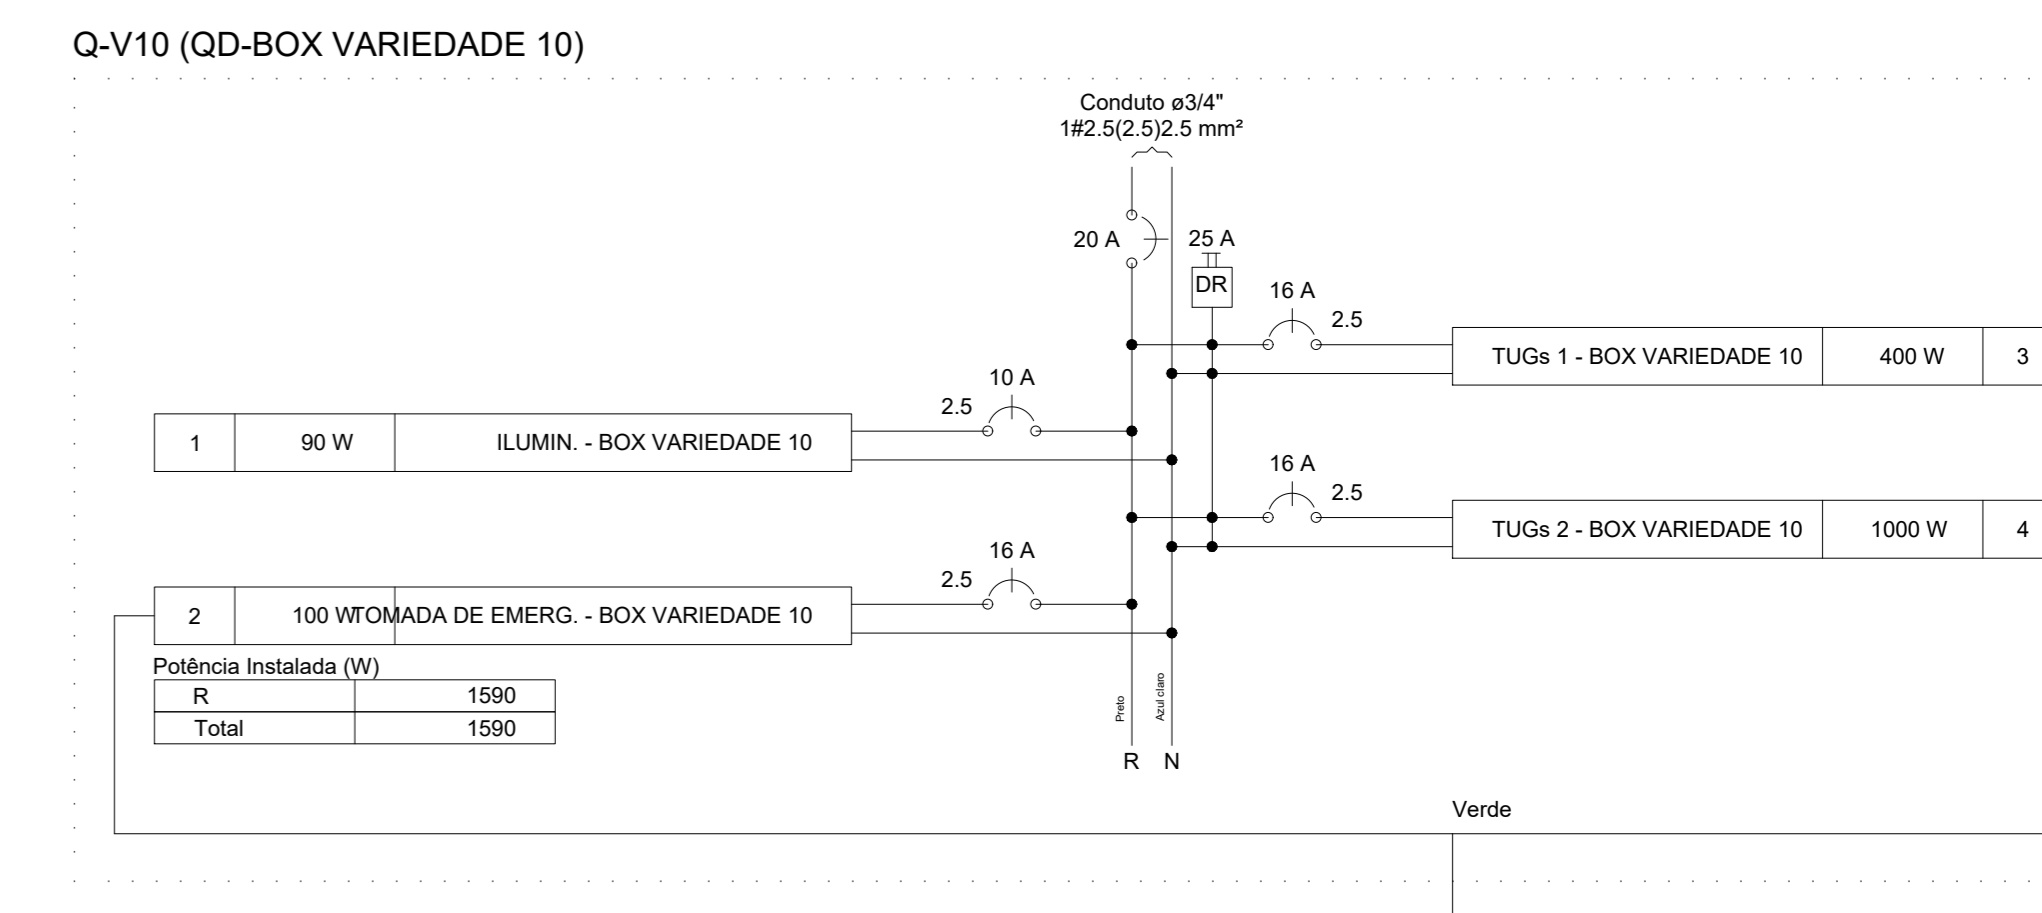 Q-V10 (QD-BOX VARIEDADE 10)
Conduto ø3/4"
1#2.5(2.5)2.5 mm²
20 A
25 A
DR
16 A
2.5
TUGs 1 - BOX VARIEDADE 10 400 W 3
10 A
2.5
1 90 W ILUMIN. - BOX VARIEDADE 10
16 A
2.5
TUGs 2 - BOX VARIEDADE 10 1000 W 4
16 A
2.5
2 100 W TOMADA DE EMERG. - BOX VARIEDADE 10
Potência Instalada (W)
R 1590
Total 1590
Preto
Azul claro
R N
Verde